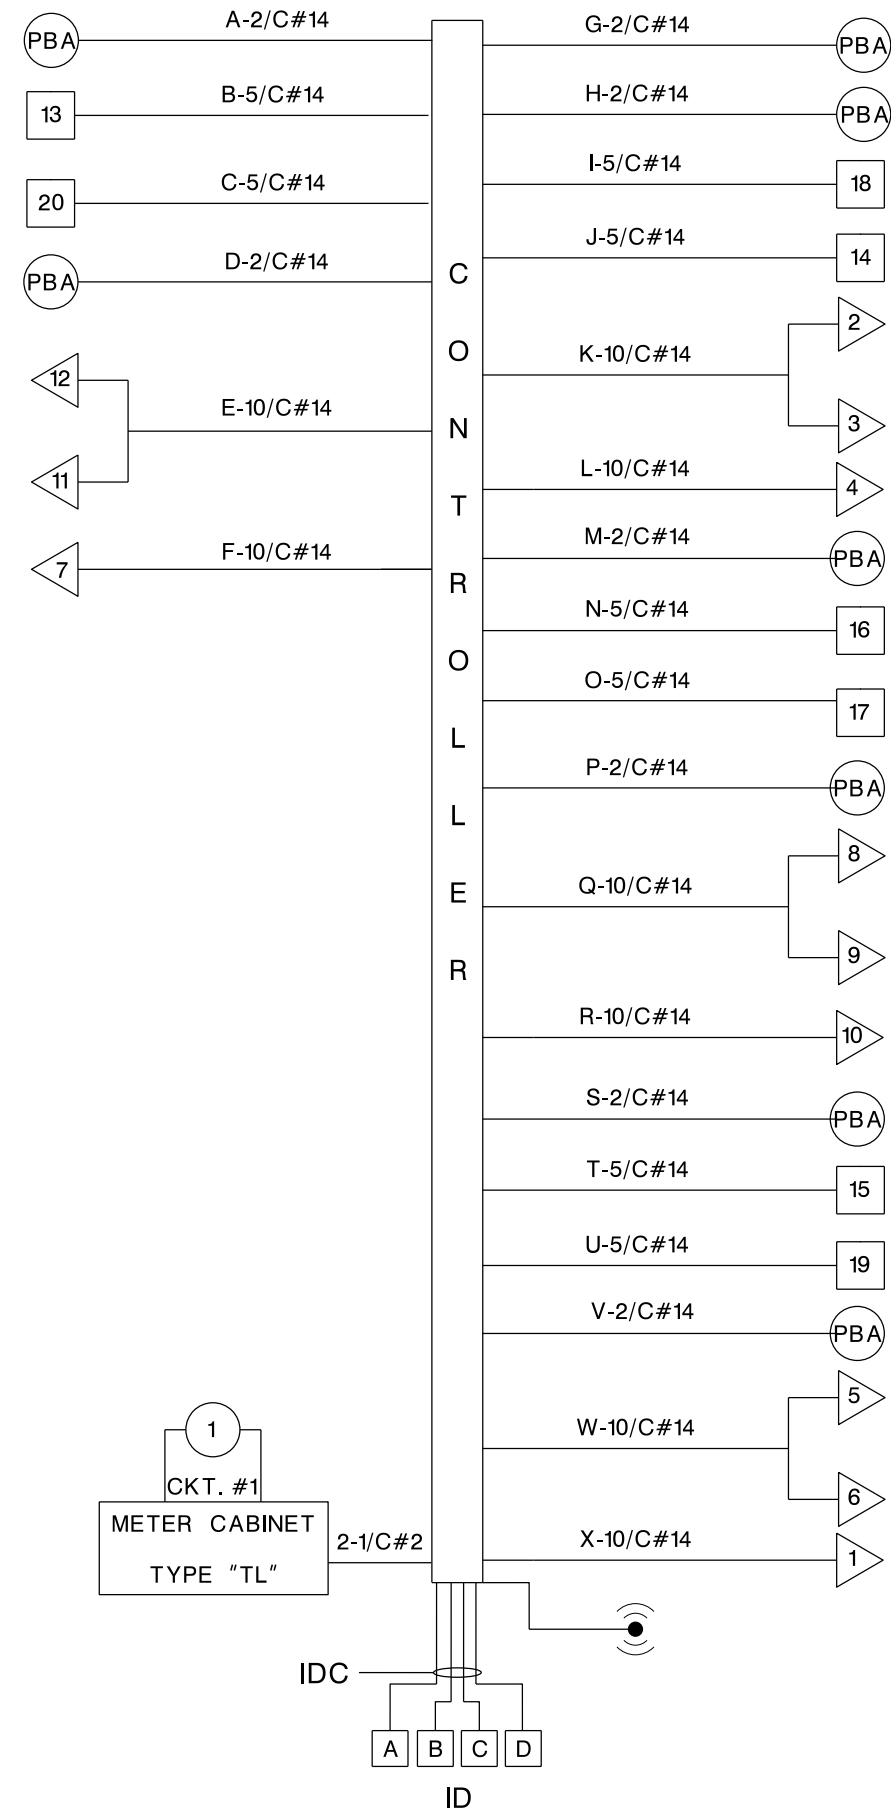 A-2/C#14
PBA
B-5/C#14
13
C-5/C#14
20
D-2/C#14
PBA
12
E-10/C#14
11
F-10/C#14
7
CONTROLLER
G-2/C#14
PBA
H-2/C#14
PBA
I-5/C#14
18
J-5/C#14
14
2
K-10/C#14
3
L-10/C#14
4
M-2/C#14
PBA
N-5/C#14
16
O-5/C#14
17
P-2/C#14
PBA
8
Q-10/C#14
9
R-10/C#14
10
S-2/C#14
PBA
T-5/C#14
15
U-5/C#14
19
V-2/C#14
PBA
5
W-10/C#14
6
X-10/C#14
1
1
CKT. #1
METER CABINET
TYPE "TL"
2-1/C#2
IDC
A B C D
ID